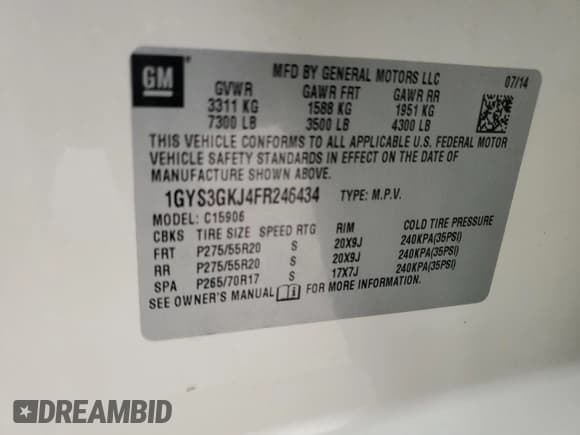 GM
MFD BY GENERAL MOTORS LLC 07/14
GVWR GAWR FRT GAWR RR
3311 KG 1588 KG 1951 KG
7300 LB 3500 LB 4300 LB
THIS VEHICLE CONFORMS TO ALL APPLICABLE U.S. FEDERAL MOTOR
VEHICLE SAFETY STANDARDS IN EFFECT ON THE DATE OF
MANUFACTURE SHOWN ABOVE.
1GYS3GKJ4FR246434 TYPE: M.P.V.
MODEL: C15906
CBKS TIRE SIZE SPEED RTG RIM COLD TIRE PRESSURE
FRT P275/55R20 S 20X9J 240KPA(35PSI)
RR P275/55R20 S 20X9J 240KPA(35PSI)
SPA P265/70R17 S 17X7J 240KPA(35PSI)
SEE OWNER'S MANUAL FOR MORE INFORMATION.
DREAMBID